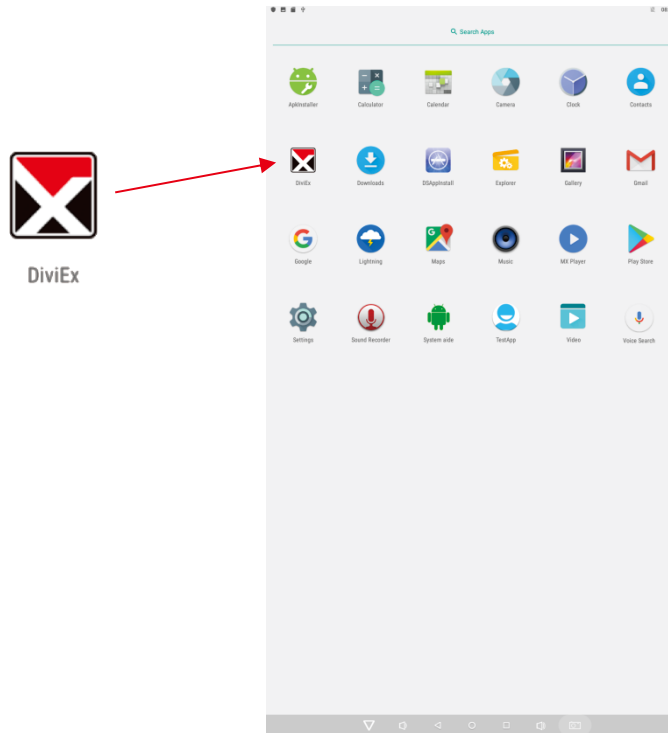 Search Apps
ApkInstaller Calculator Calendar Camera Clock Contacts
DiviEx
DiviEx Downloads DSAppInstall Explorer Gallery Gmail
Google Lightning Maps Music MX Player Play Store
Settings Sound Recorder System aide TestApp Video Voice Search